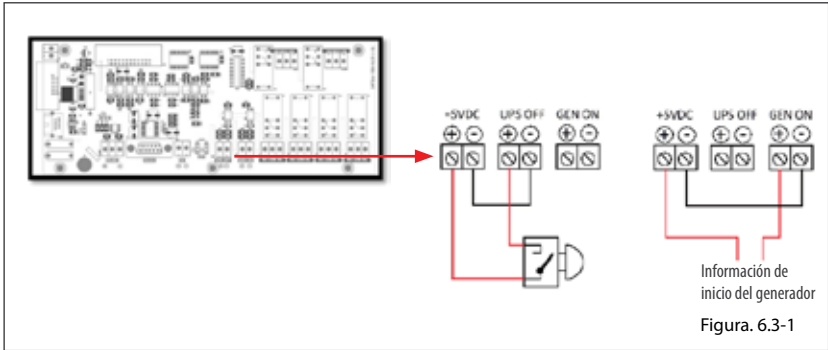 +5VDC UPS OFF GEN ON
+5VDC UPS OFF GEN ON
Información de
inicio del generador
Figura. 6.3-1